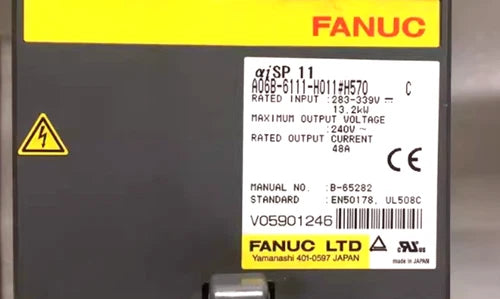 FANUC
αiSP 11
A06B-6111-H011#H570 C
RATED INPUT :283-339V⎓
13.2kW
MAXIMUM OUTPUT VOLTAGE
:240V~
RATED OUTPUT CURRENT
48A
CE
MANUAL NO. :B-65282
STANDARD :EN50178, UL508C
V05901246
FANUC LTD
Yamanashi 401-0597 JAPAN
US
made in JAPAN